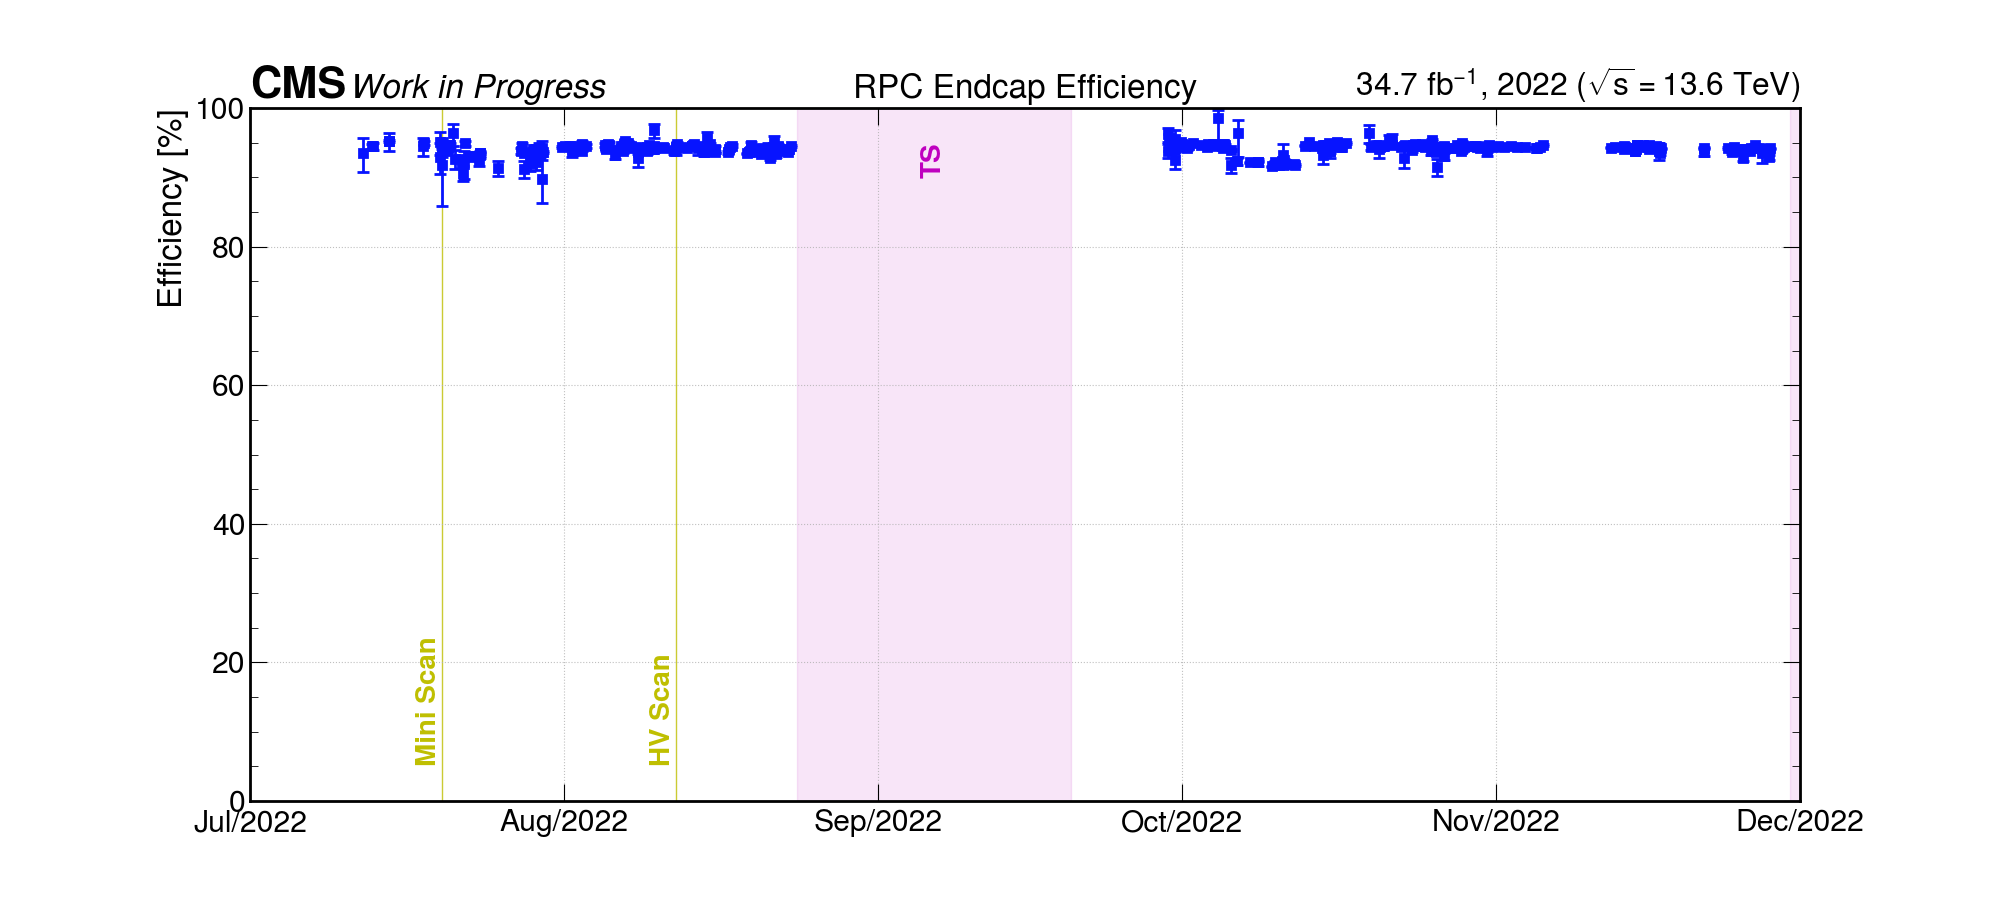 CMS Work in Progress RPC Endcap Efficiency 34.7 fb⁻¹, 2022 (√s = 13.6 TeV)
Efficiency [%]
100
80
60
40
20
0
Mini Scan
HV Scan
TS
Jul/2022 Aug/2022 Sep/2022 Oct/2022 Nov/2022 Dec/2022